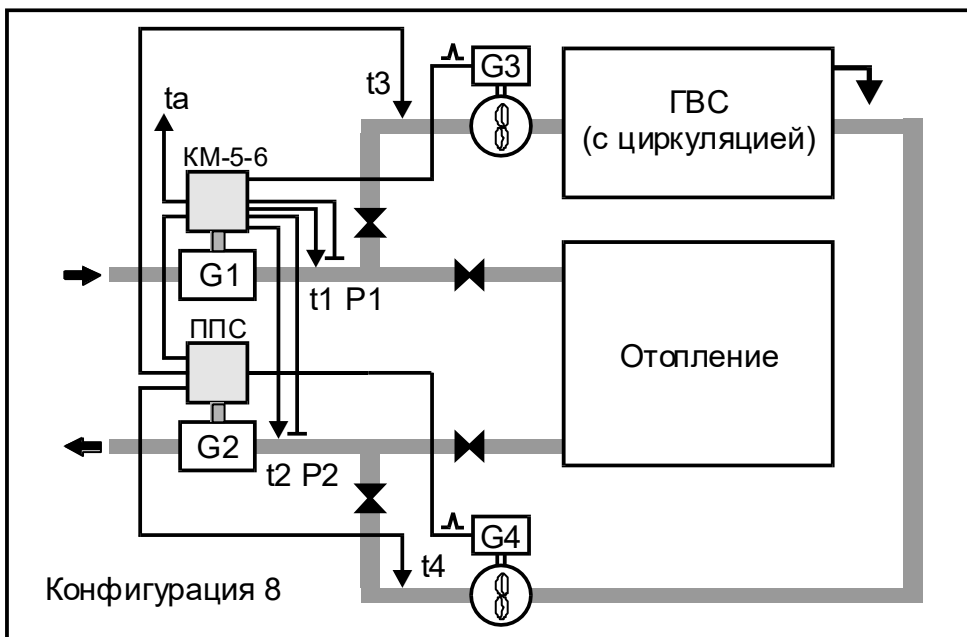 t3
G3
ГВС
(с циркуляцией)
ta
КМ-5-6
G1
t1 P1
ППС
Отопление
G2
t2 P2
G4
t4
Конфигурация 8